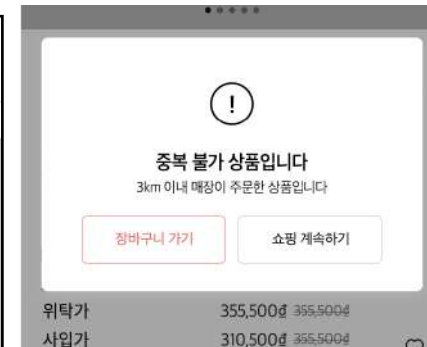 !
중복 불가 상품입니다
3km 이내 매장이 주문한 상품입니다
장바구니 가기 쇼핑 계속하기
위탁가 355,500₫ 355,500₫
사입가 310,500₫ 355,500₫